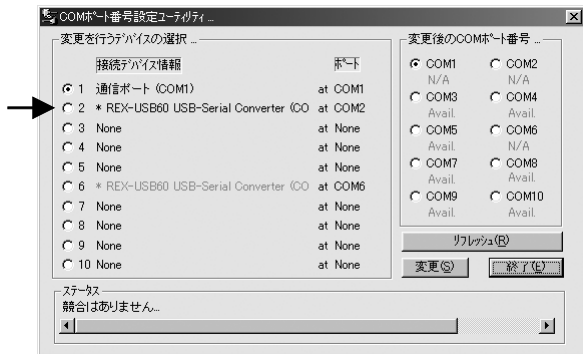 COMポート番号設定ユーティリティ ...
変更を行うデバイスの選択 ...
接続デバイス情報 ポート
1 通信ポート (COM1) at COM1
2 * REX-USB60 USB-Serial Converter (CO at COM2
3 None at None
4 None at None
5 None at None
6 * REX-USB60 USB-Serial Converter (CO at COM6
7 None at None
8 None at None
9 None at None
10 None at None
変更後のCOMポート番号 ...
COM1 COM2
N/A N/A
COM3 COM4
Avail. Avail.
COM5 COM6
Avail. N/A
COM7 COM8
Avail. Avail.
COM9 COM10
Avail. Avail.
リフレッシュ(R)
変更(S) 終了(E)
ステータス
競合はありません...